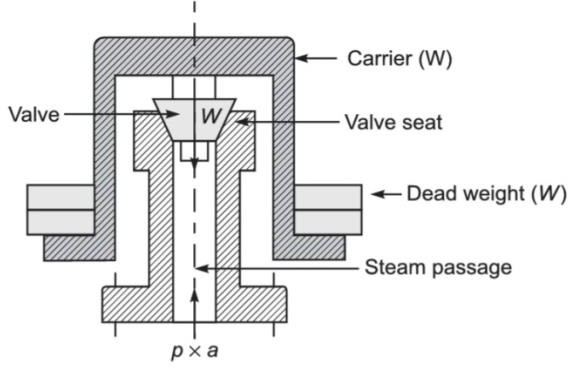 Carrier (W)
Valve
W
Valve seat
Dead weight (W)
Steam passage
p × a